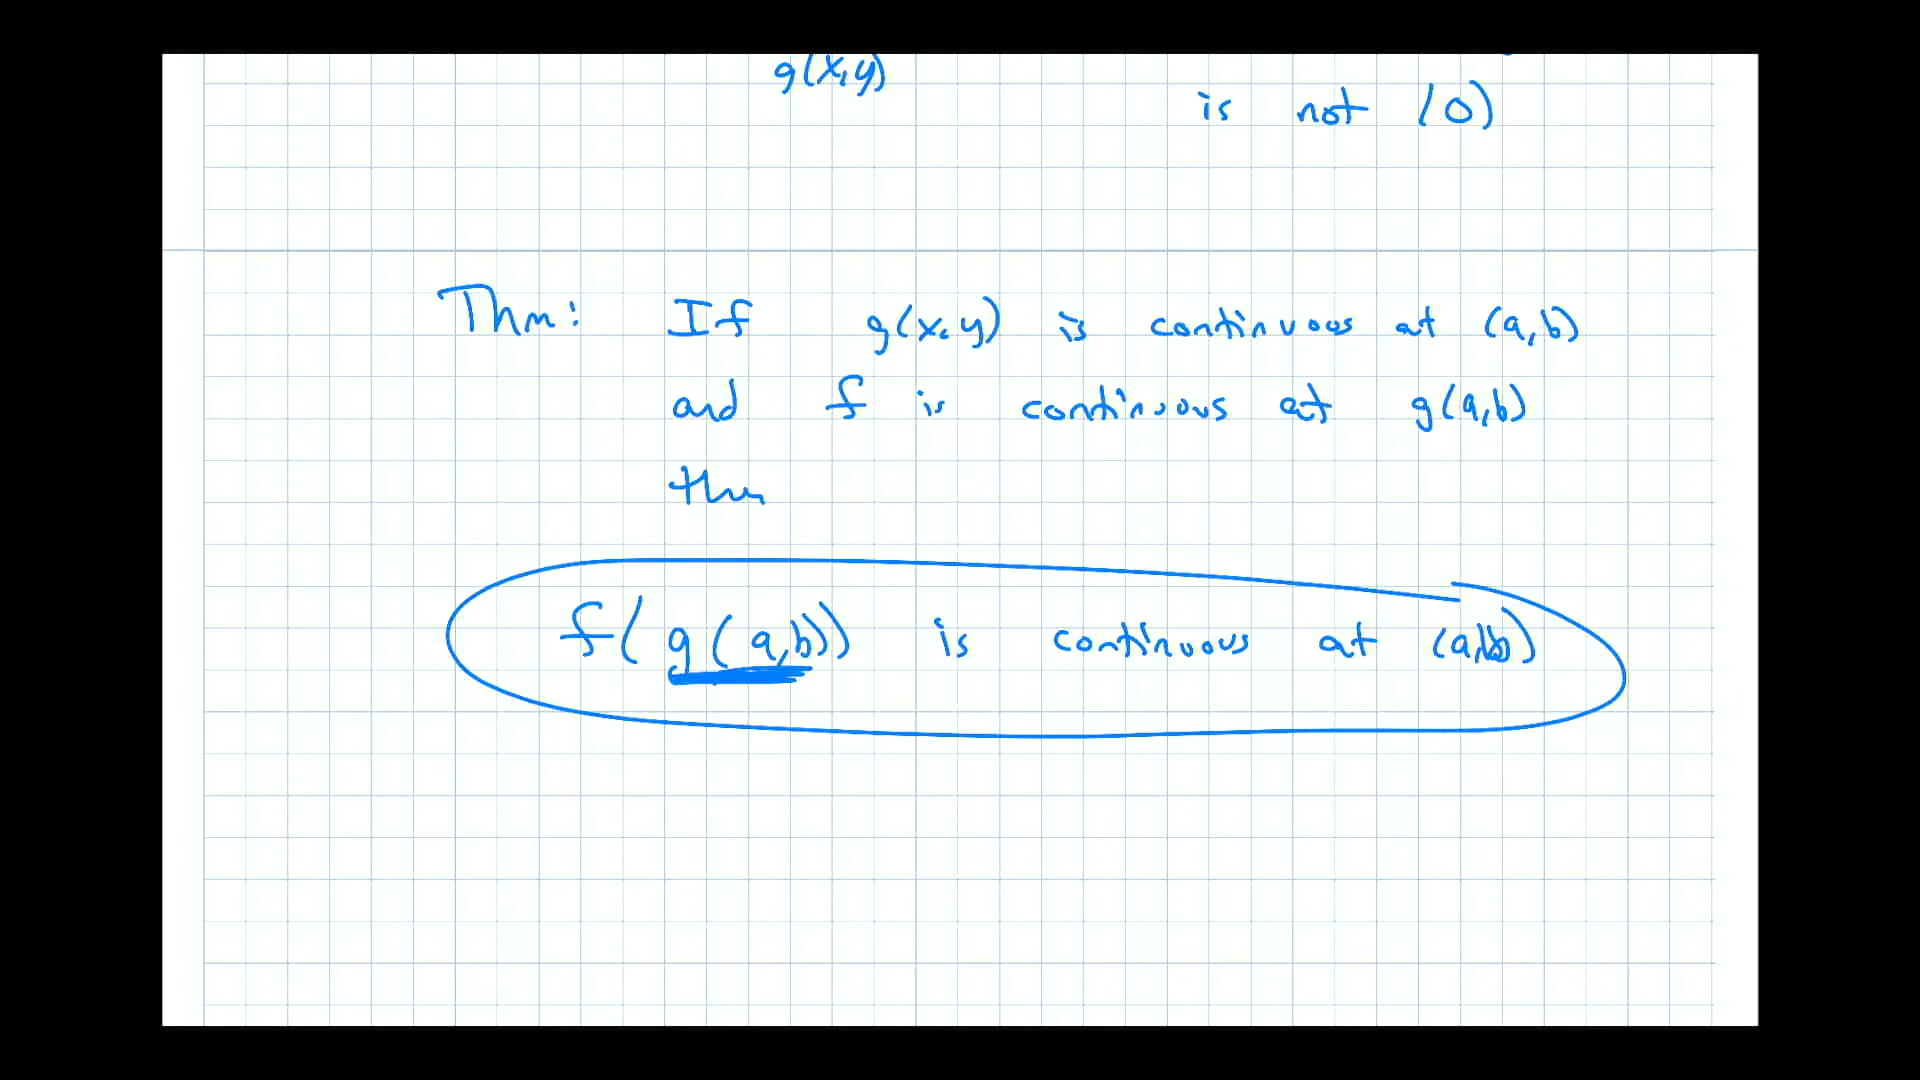 g(x,y)
is not (0)
Thm: If g(x,y) is continuous at (a,b)
and f is continuous at g(a,b)
then
f(g(a,b)) is continuous at (a,b)